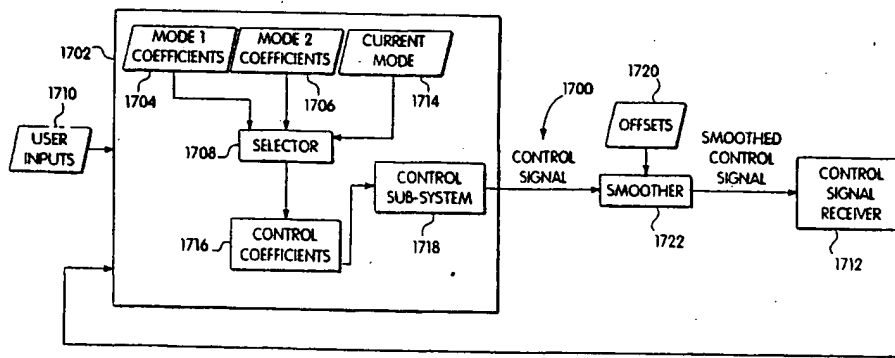 MODE 1
COEFFICIENTS
MODE 2
COEFFICIENTS
CURRENT
MODE
1702
1704
1706
1714
1710
USER
INPUTS
1708
SELECTOR
1716
CONTROL
COEFFICIENTS
CONTROL
SUB-SYSTEM
1718
1700
CONTROL
SIGNAL
1720
OFFSETS
SMOOTHER
1722
SMOOTHED
CONTROL
SIGNAL
CONTROL
SIGNAL
RECEIVER
1712